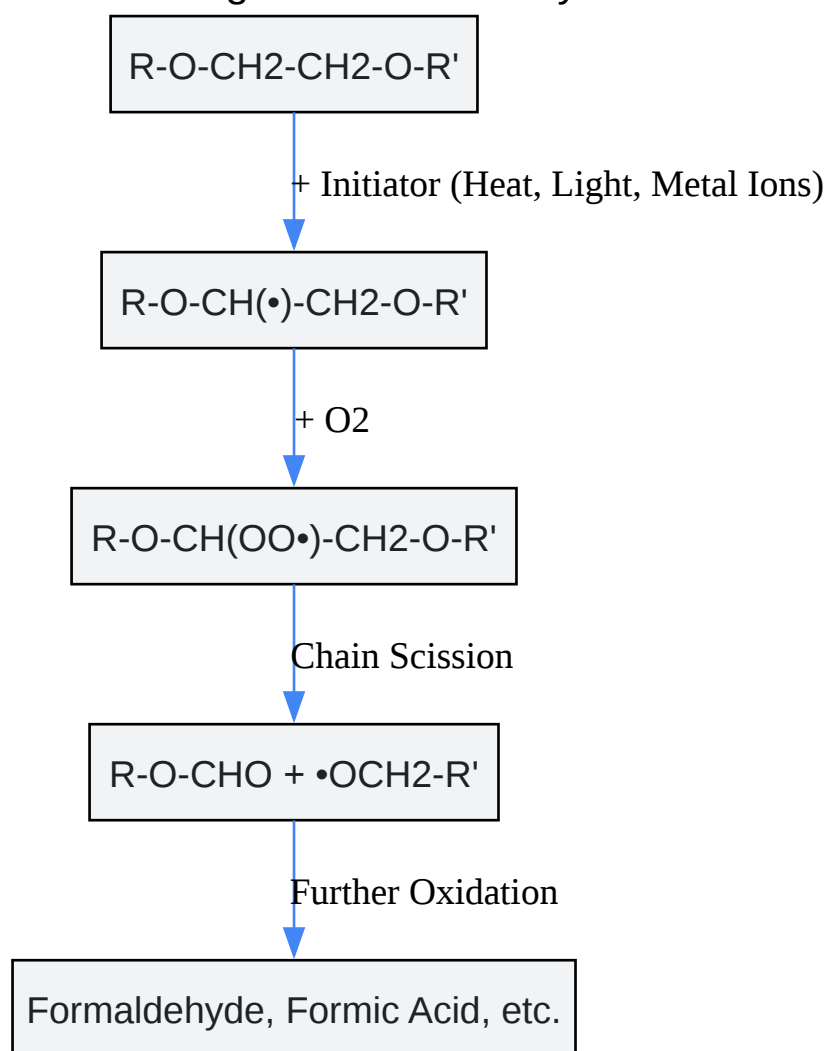 R-O-CH2-CH2-O-R'
+ Initiator (Heat, Light, Metal Ions)
R-O-CH(•)-CH2-O-R'
+ O2
R-O-CH(OO•)-CH2-O-R'
Chain Scission
R-O-CHO + •OCH2-R'
Further Oxidation
Formaldehyde, Formic Acid, etc.